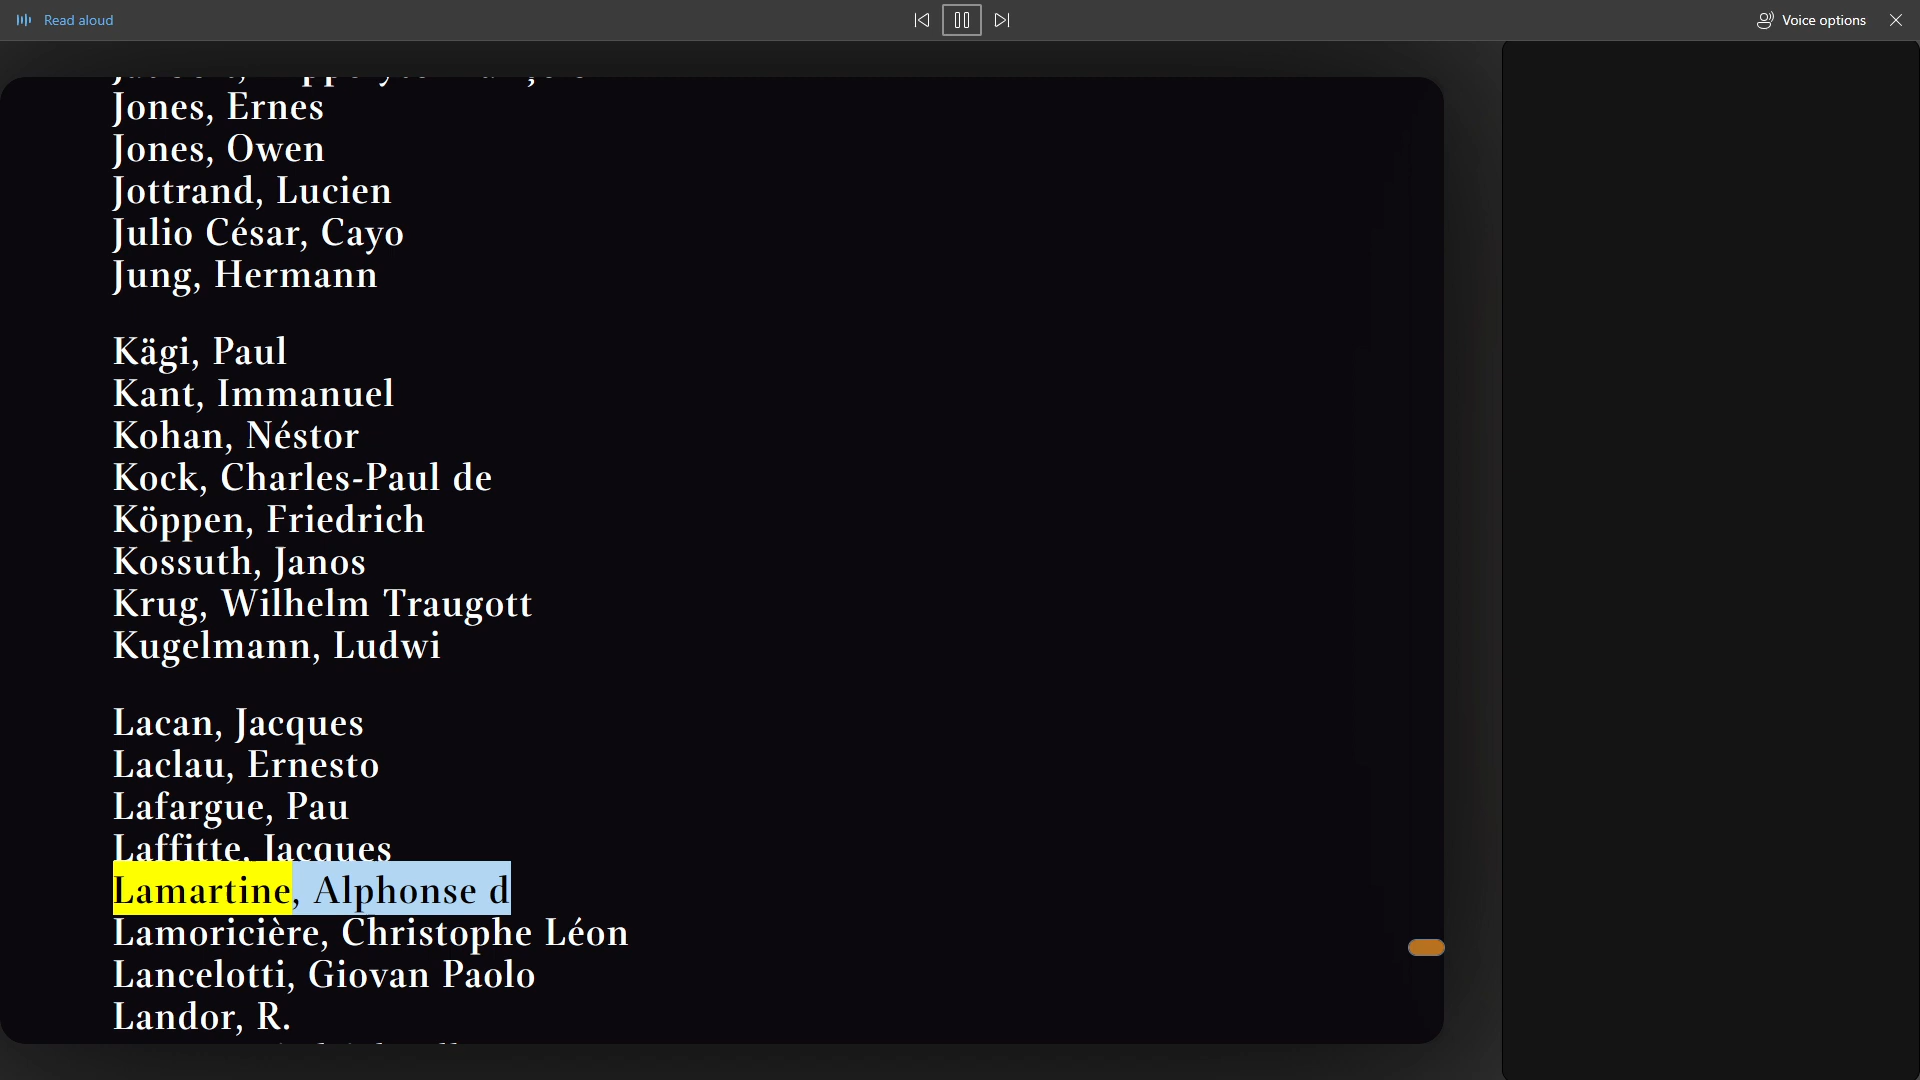 Read aloud
Voice options
Jones, Ernes
Jones, Owen
Jottrand, Lucien
Julio César, Cayo
Jung, Hermann
Kägi, Paul
Kant, Immanuel
Kohan, Néstor
Kock, Charles-Paul de
Köppen, Friedrich
Kossuth, Janos
Krug, Wilhelm Traugott
Kugelmann, Ludwi
Lacan, Jacques
Laclau, Ernesto
Lafargue, Pau
Laffitte, Jacques
Lamartine, Alphonse d
Lamoricière, Christophe Léon
Lancelotti, Giovan Paolo
Landor, R.